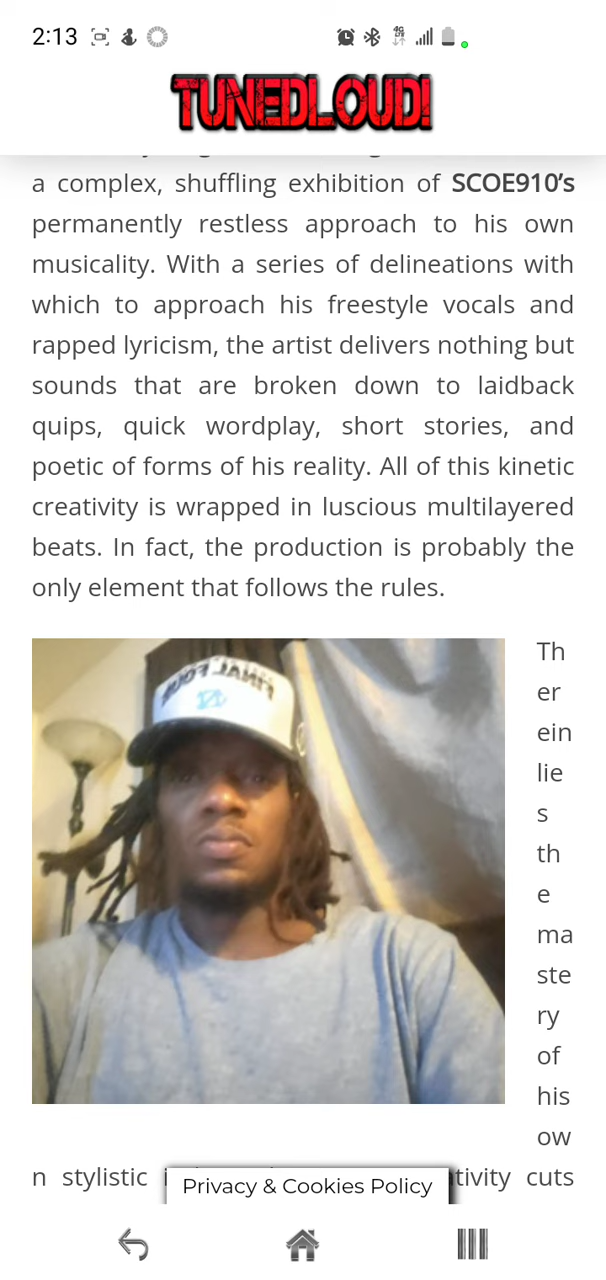 2:13
4G
TUNEDLOUD!
a complex, shuffling exhibition of SCOE910’s
permanently restless approach to his own
musicality. With a series of delineations with
which to approach his freestyle vocals and
rapped lyricism, the artist delivers nothing but
sounds that are broken down to laidback
quips, quick wordplay, short stories, and
poetic of forms of his reality. All of this kinetic
creativity is wrapped in luscious multilayered
beats. In fact, the production is probably the
only element that follows the rules.
FINAL FOUR
Th
er
ein
lie
s
th
e
ma
ste
ry
of
his
ow
n stylistic tivity cuts
Privacy & Cookies Policy